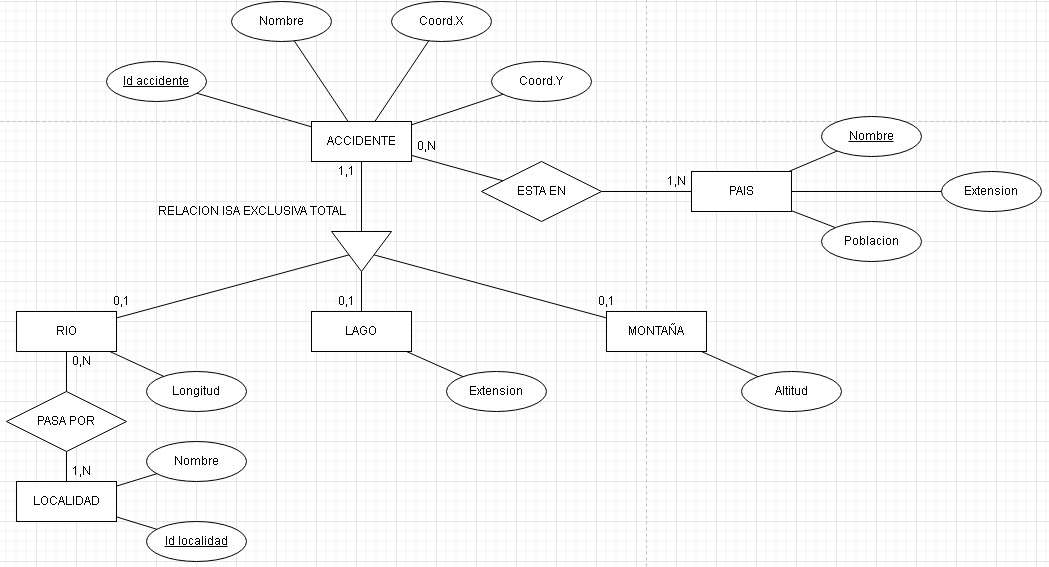 Nombre
Coord.X
Id accidente
Coord.Y
ACCIDENTE
0,N
Nombre
1,1
1,N
ESTA EN
PAIS
Extension
RELACION ISA EXCLUSIVA TOTAL
Poblacion
0,1
0,1
0,1
RIO
LAGO
MONTAÑA
0,N
Longitud
Extension
Altitud
PASA POR
1,N
Nombre
LOCALIDAD
Id localidad